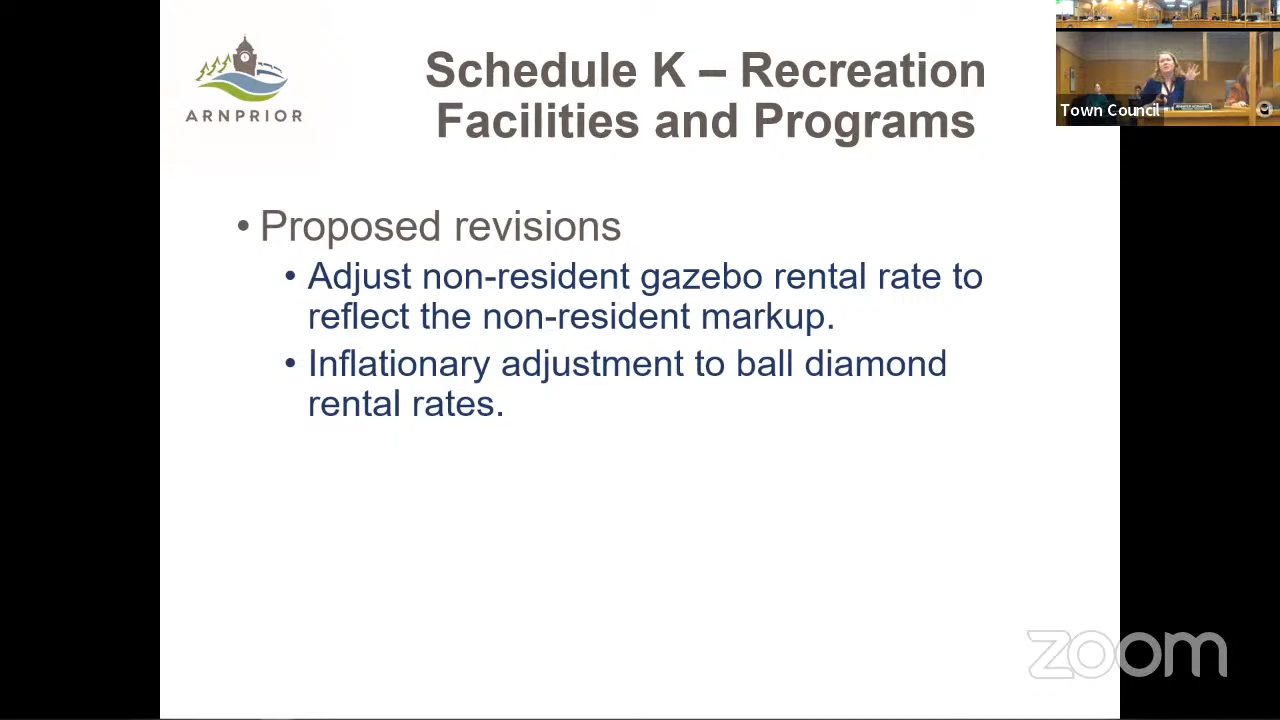 ARNPRIOR
Schedule K – Recreation
Facilities and Programs
Town Council
• Proposed revisions
• Adjust non-resident gazebo rental rate to
reflect the non-resident markup.
• Inflationary adjustment to ball diamond
rental rates.
zoom